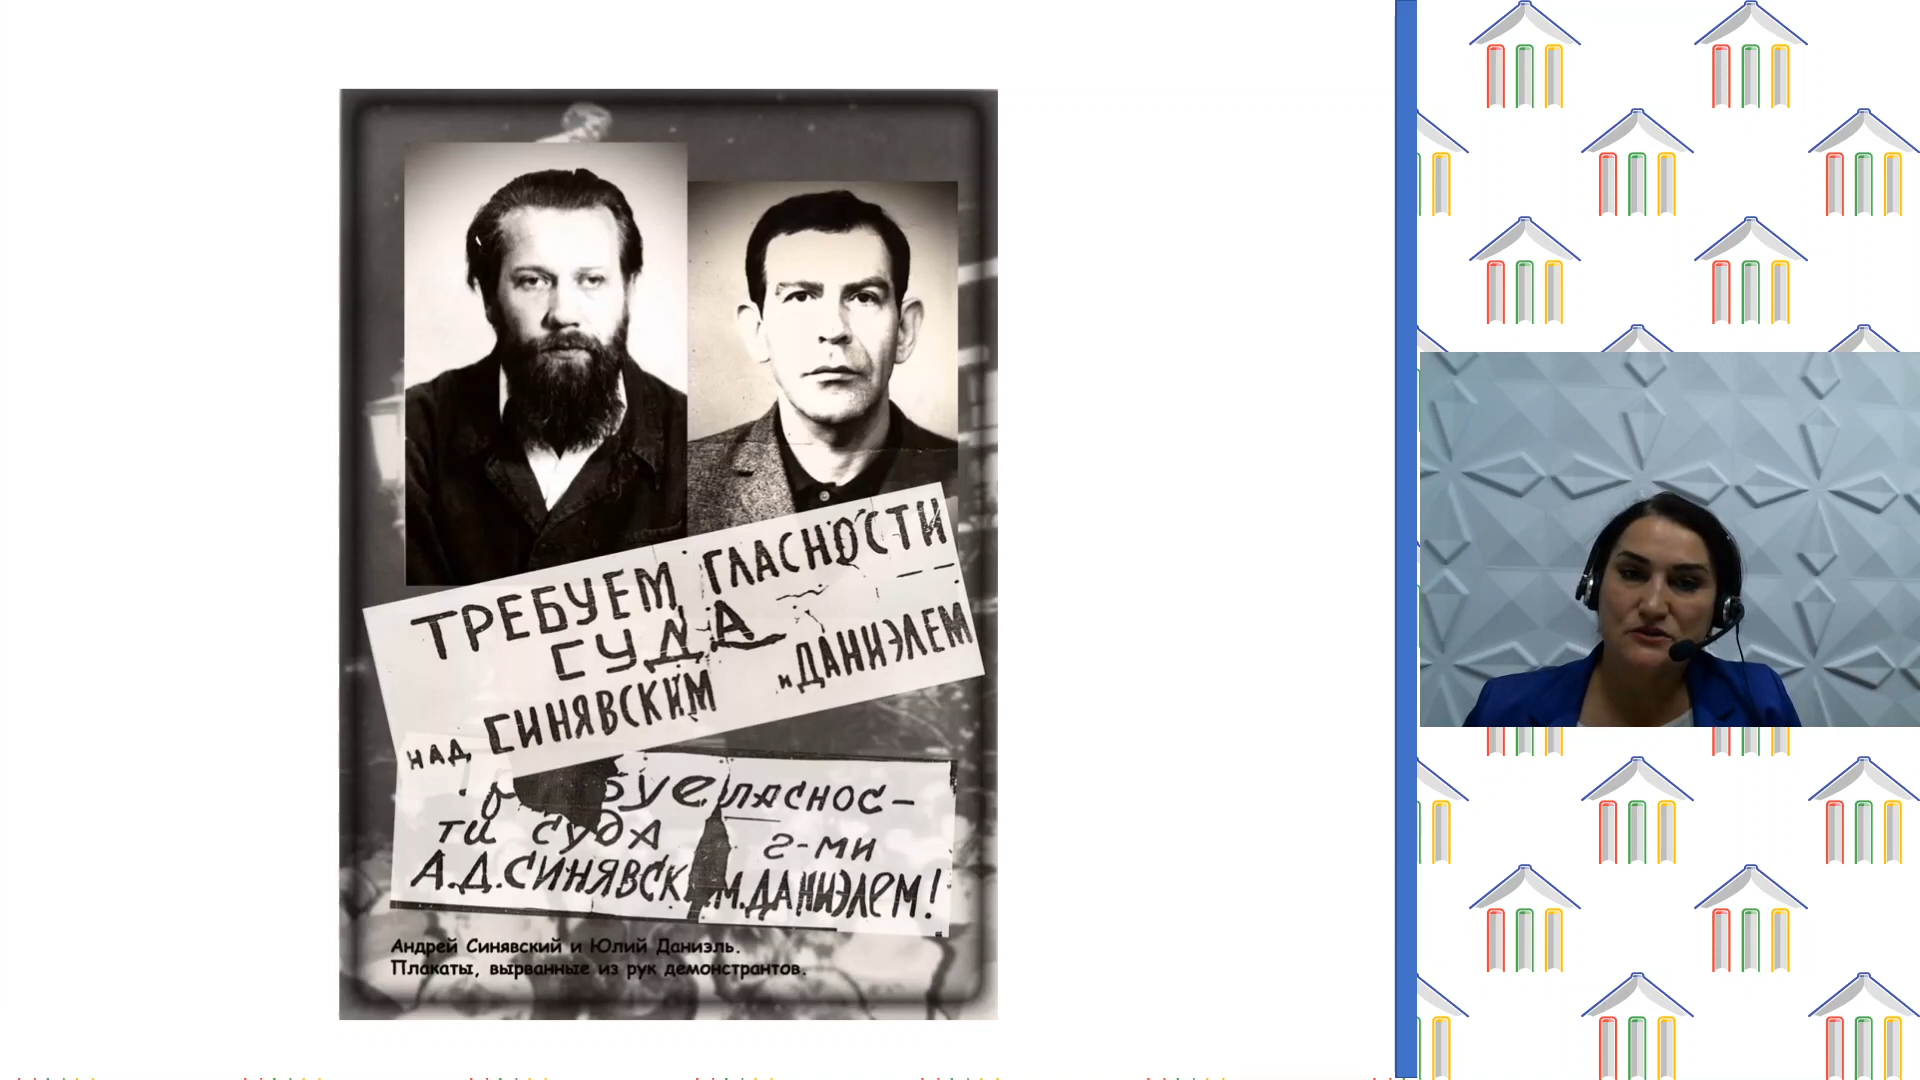 ТРЕБУЕМ ГЛАСНОСТИ
СУДА
НАД СИНЯВСКИМ И ДАНИЭЛЕМ
ЛАСНОС-
ТИ СУДА г-ми
А.Д.СИНЯВСК М.ДАНИЭЛЕМ!
Андрей Синявский и Юлий Даниэль.
Плакаты, вырванные из рук демонстрантов.